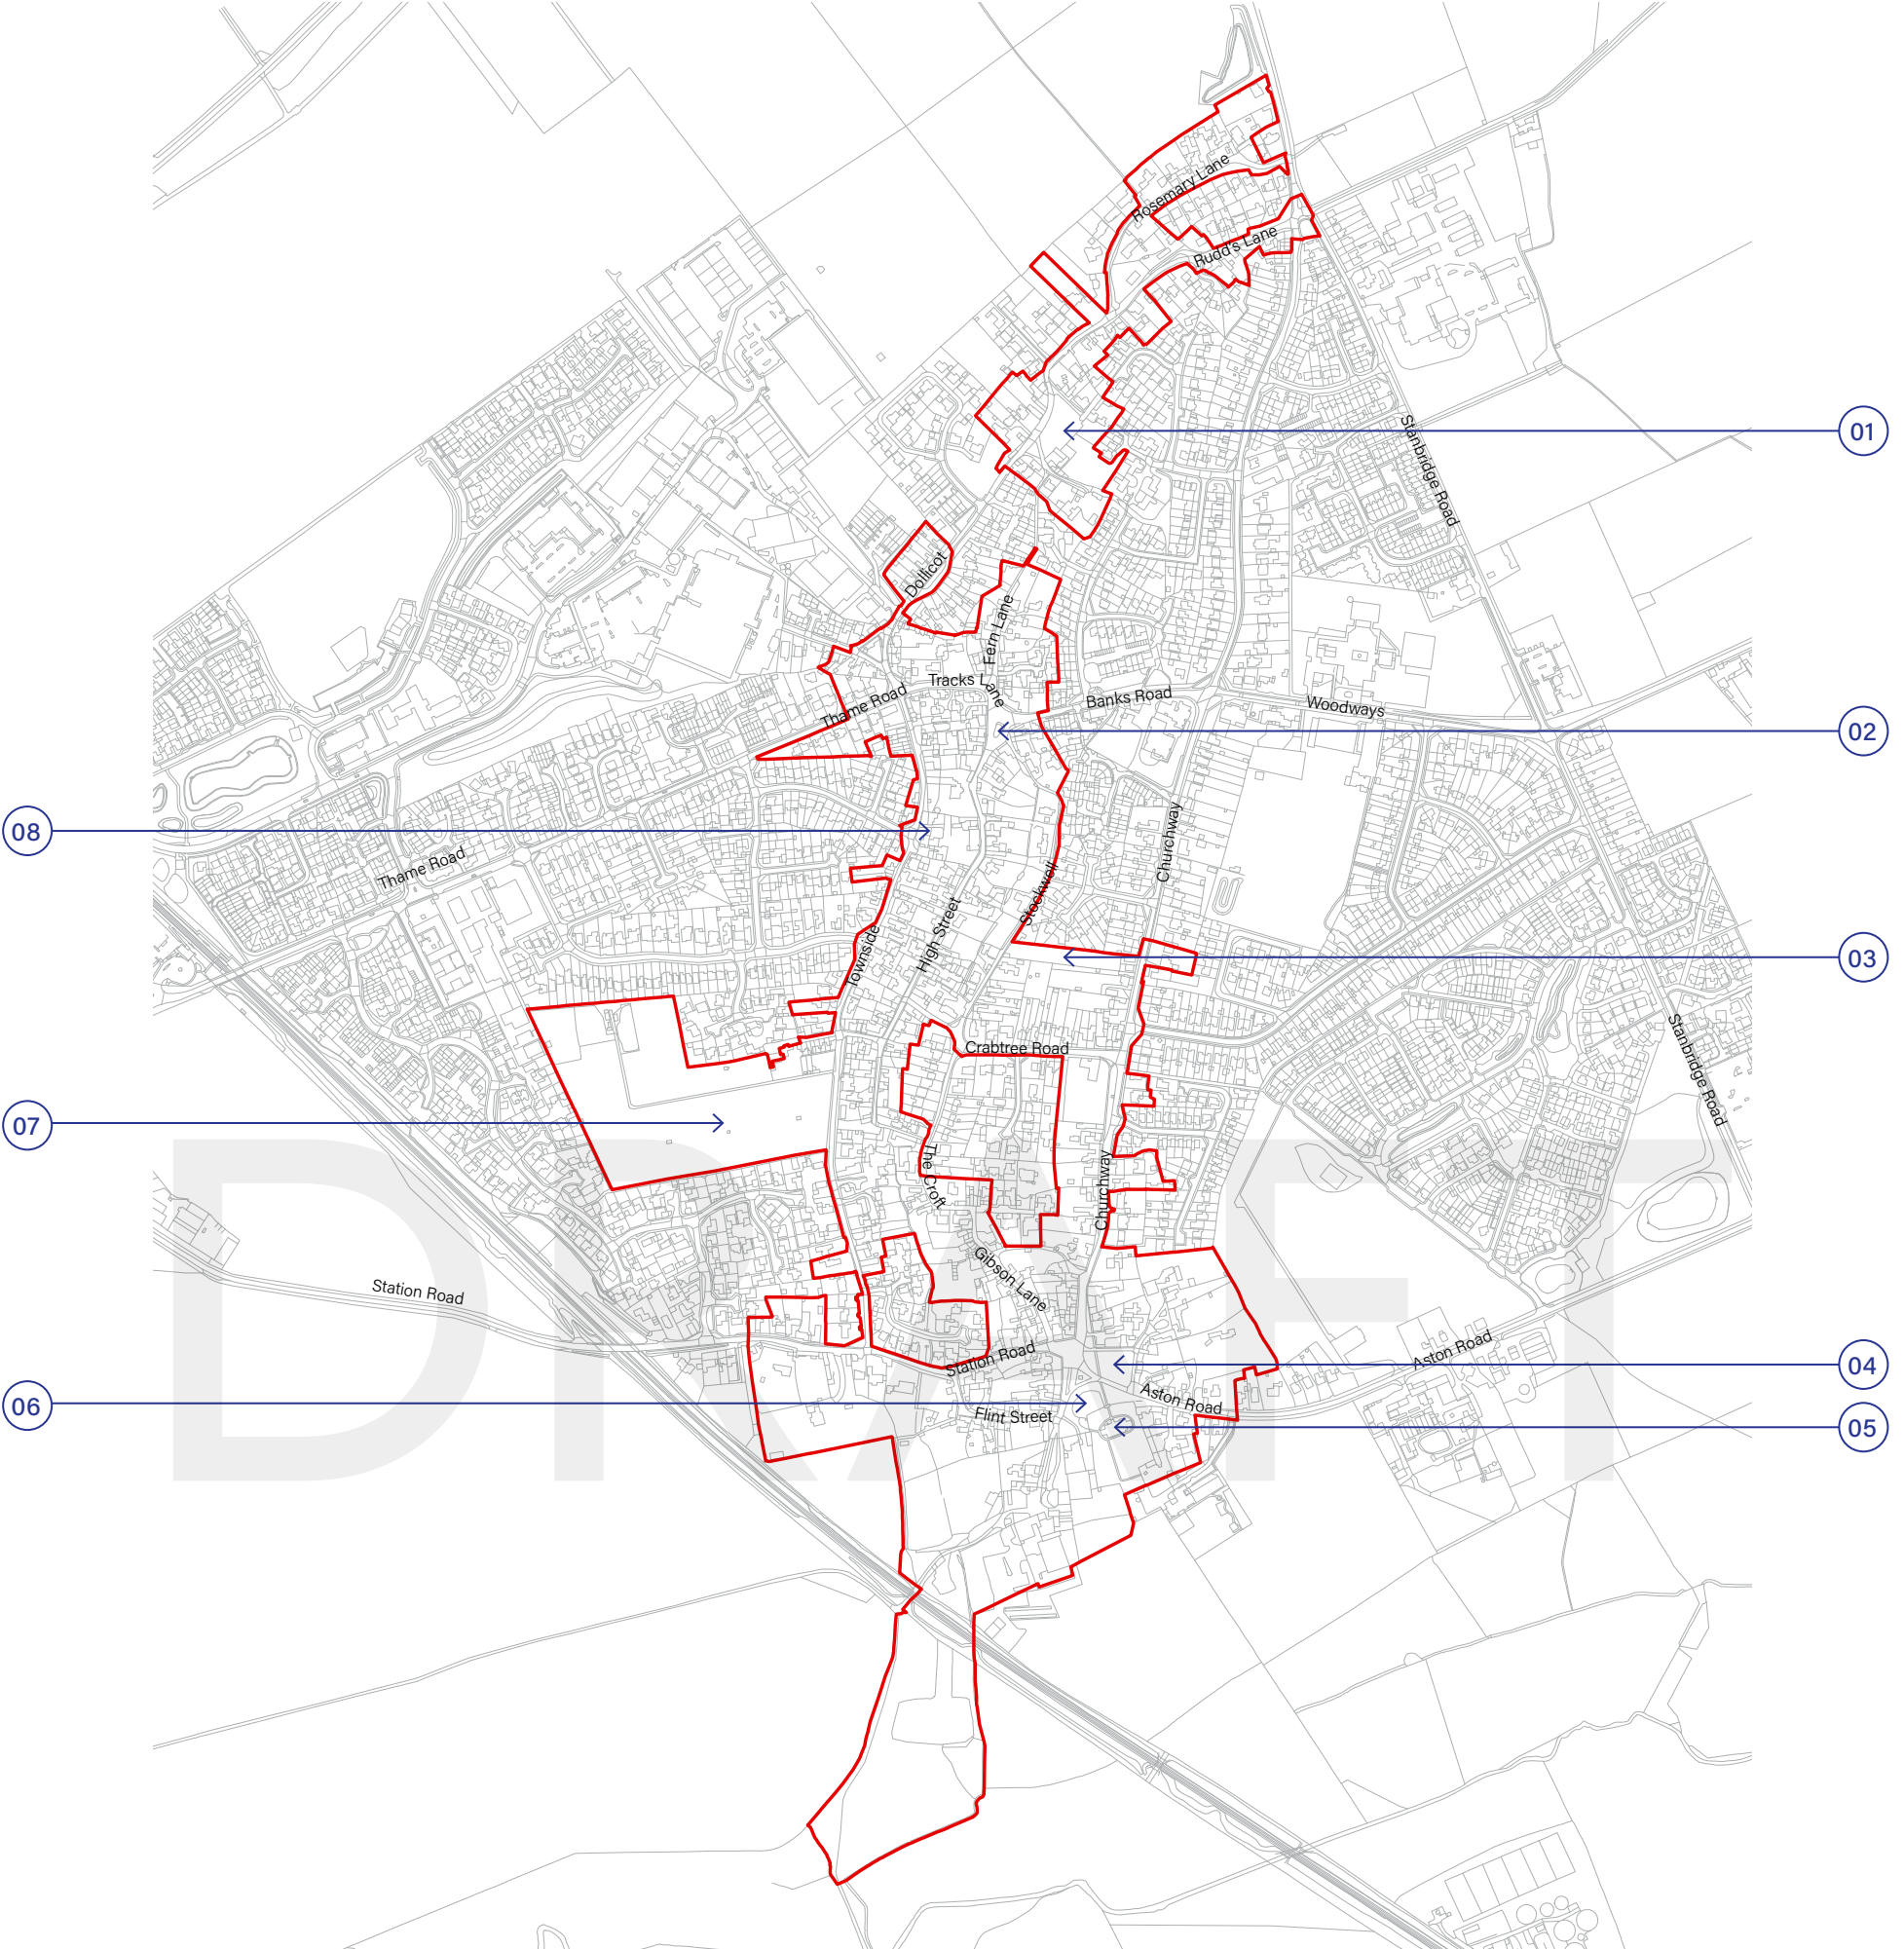 Rosemary Lane
Rudd's Lane
01
Stanbridge Road
Dollicot
Fern Lane
Tracks Lane
Thame Road
Banks Road
Woodways
02
08
Churchway
Thame Road
Stockwell
High Street
Townside
03
Crabtree Road
Stanbridge Road
07
The Croft
Churchway
DRAFT
Gibson Lane
Station Road
Station Road
Aston Road
04
Aston Road
06
Flint Street
05